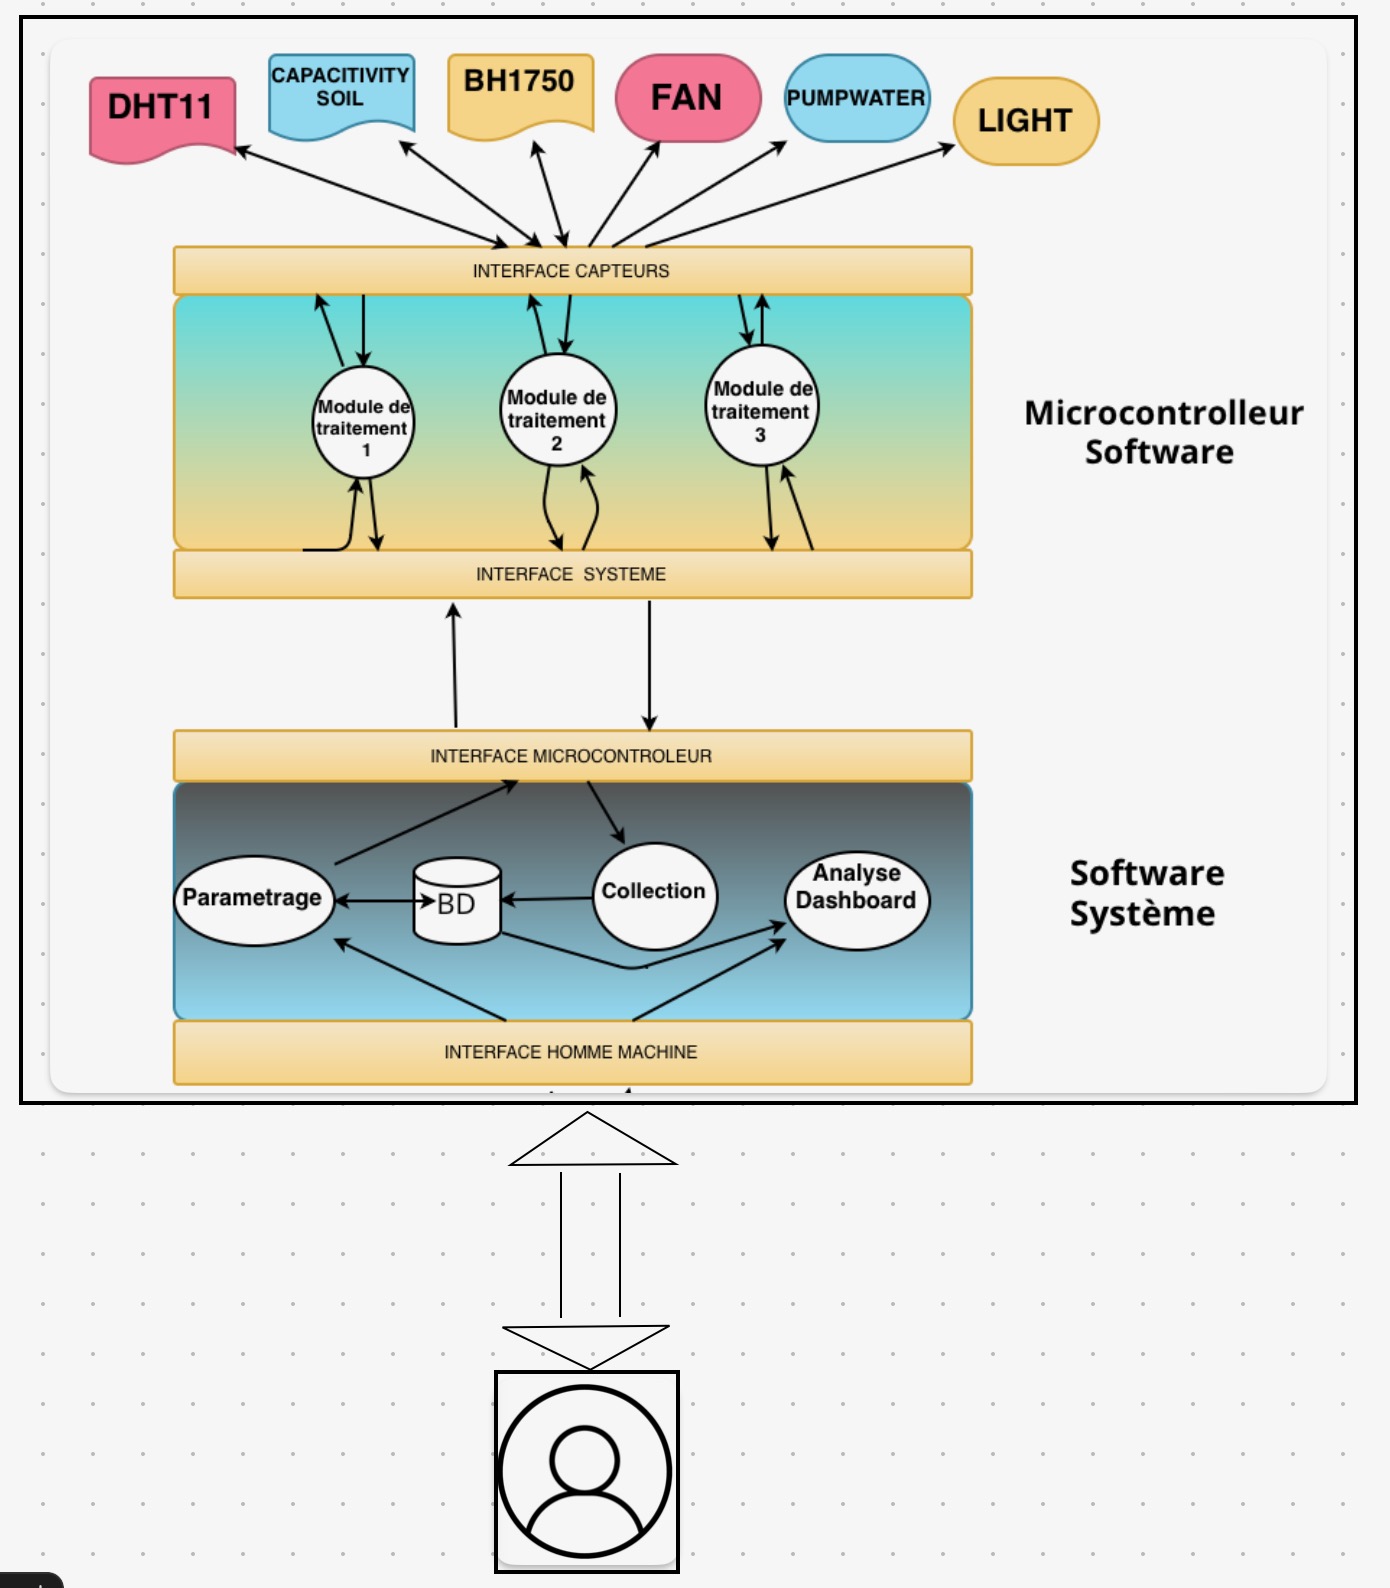 DHT11
CAPACITIVITY
SOIL
BH1750
FAN
PUMPWATER
LIGHT
INTERFACE CAPTEURS
Module de
traitement
1
Module de
traitement
2
Module de
traitement
3
Microcontrolleur
Software
INTERFACE SYSTEME
INTERFACE MICROCONTROLEUR
Parametrage
BD
Collection
Analyse
Dashboard
Software
Système
INTERFACE HOMME MACHINE